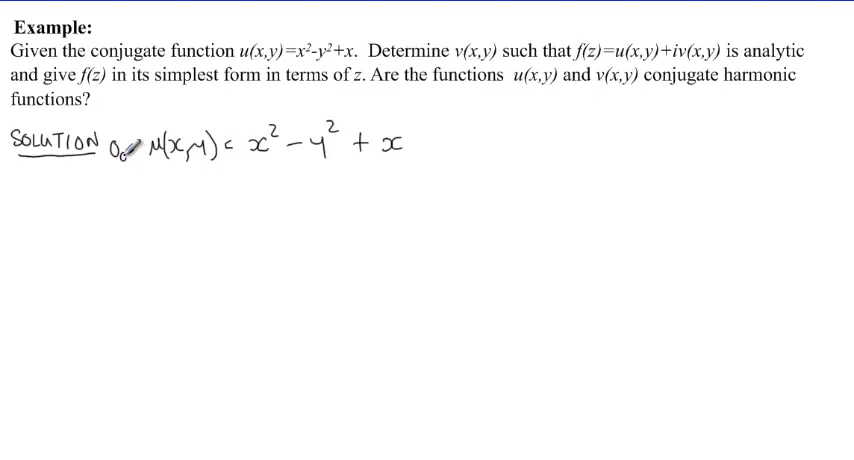 Example:
Given the conjugate function u(x,y)=x²-y²+x. Determine v(x,y) such that f(z)=u(x,y)+iv(x,y) is analytic
and give f(z) in its simplest form in terms of z. Are the functions u(x,y) and v(x,y) conjugate harmonic
functions?
SOLUTION u(x,y) = x² - y² + x